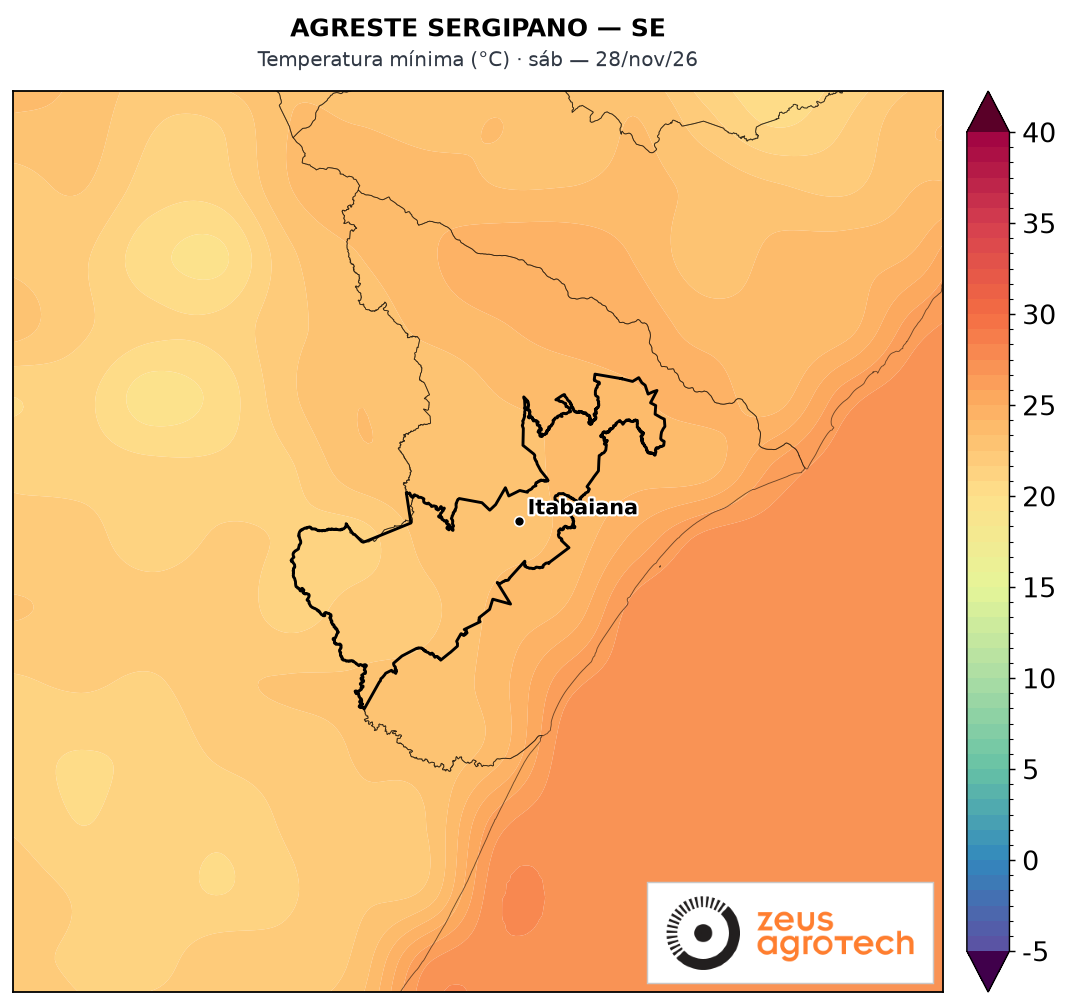 AGRESTE SERGIPANO — SE
Temperatura mínima (°C) · sáb — 28/nov/26
40
35
30
25
20
15
10
5
0
-5
Itabaiana
zeus
agrotech